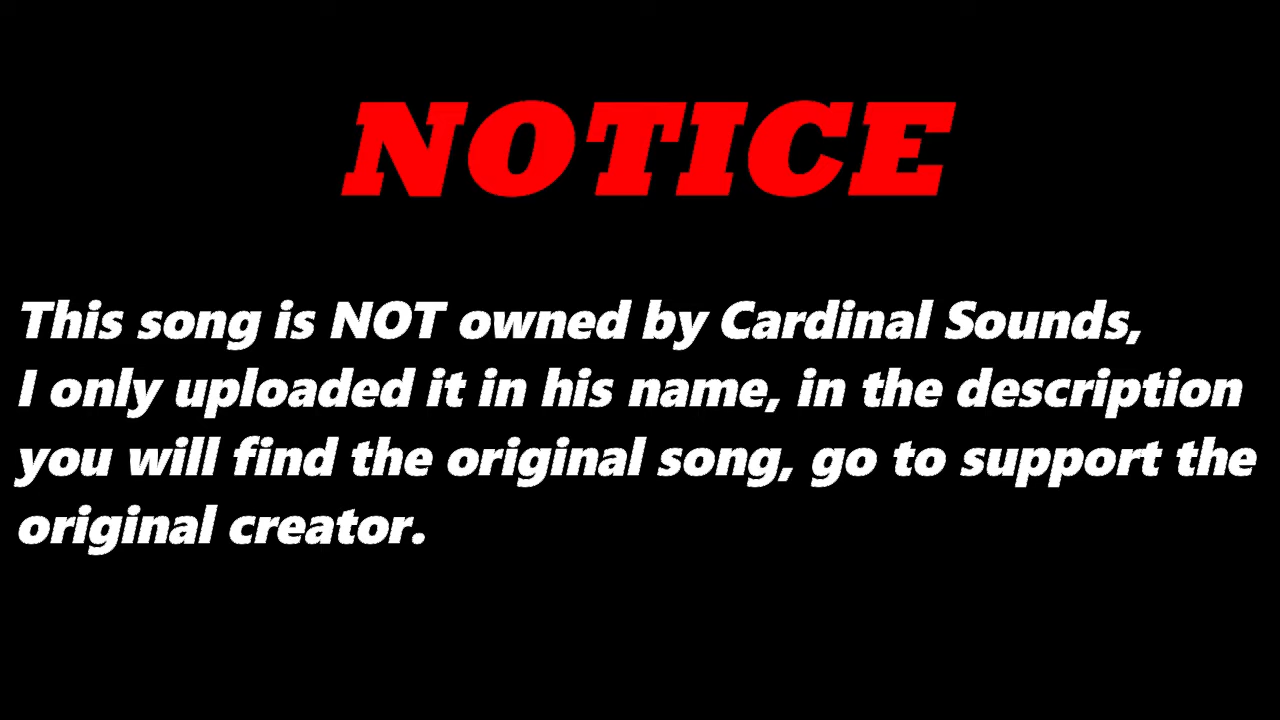 NOTICE
This song is NOT owned by Cardinal Sounds,
I only uploaded it in his name, in the description
you will find the original song, go to support the
original creator.